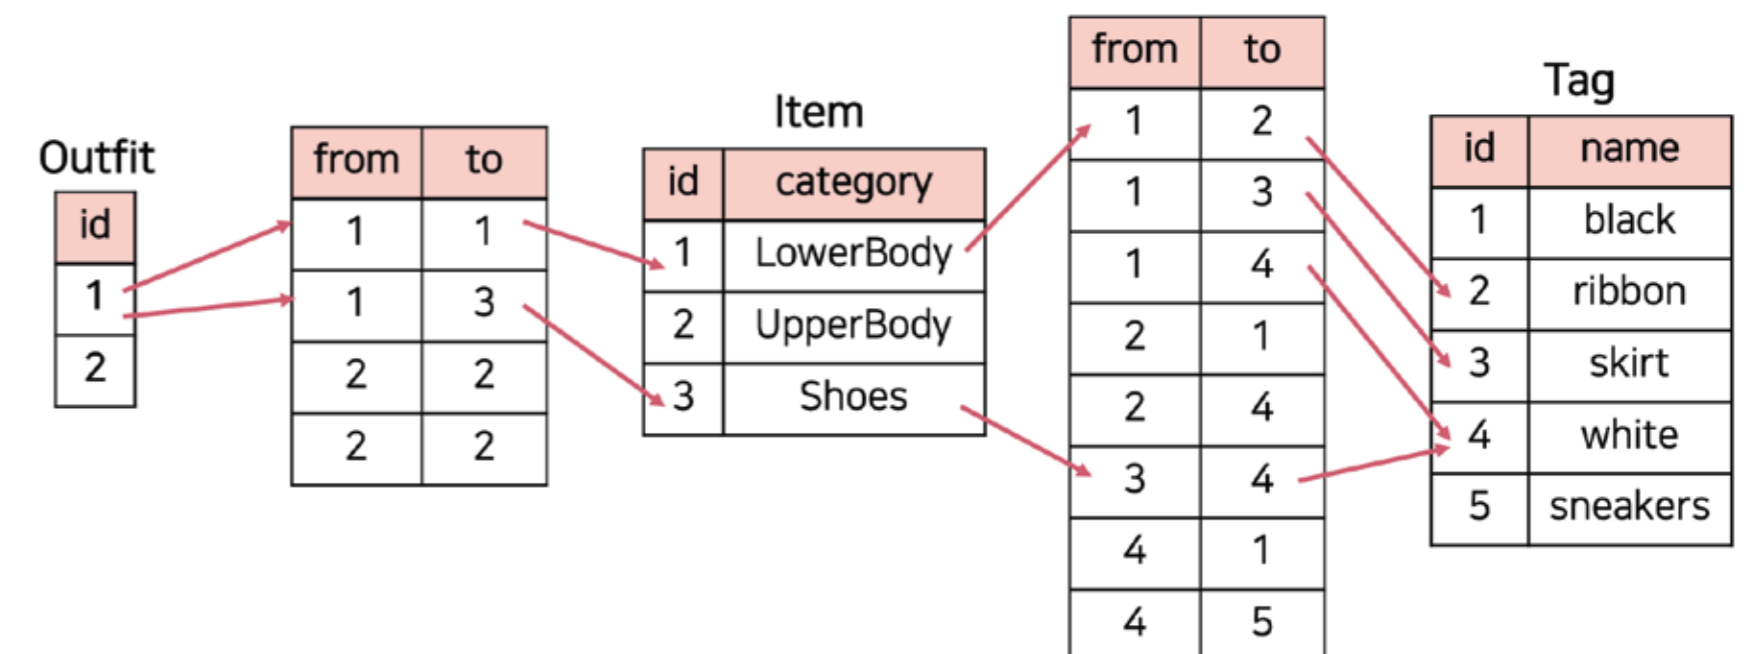 Outfit
id
1
2
from to
1 1
1 3
2 2
2 2
Item
id category
1 LowerBody
2 UpperBody
3 Shoes
from to
1 2
1 3
1 4
2 1
2 4
3 4
4 1
4 5
Tag
id name
1 black
2 ribbon
3 skirt
4 white
5 sneakers